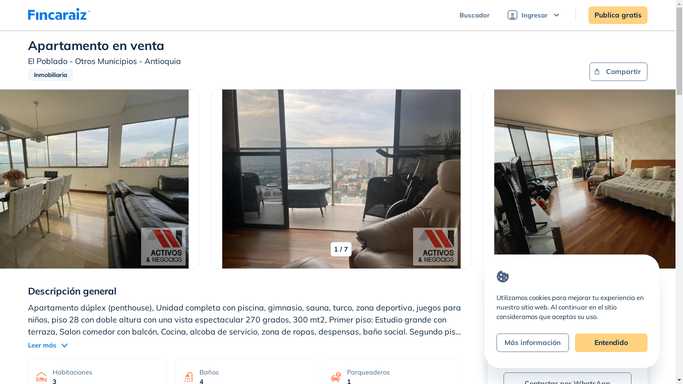 Fincaraiz
Buscador
Ingresar
Publica gratis
Apartamento en venta
El Poblado - Otros Municipios - Antioquia
Inmobiliaria
Compartir
ACTIVOS
& NEGOCIOS
1 / 7
ACTIVOS
& NEGOCIOS
ACTIVOS
& NEGOCIOS
Descripción general
Apartamento dúplex (penthouse), Unidad completa con piscina, gimnasio, sauna, turco, zona deportiva, juegos para
niños, piso 28 con doble altura con una vista espectacular 270 grados, 300 mt2, Primer piso: Estudio grande con
terraza, Salon comedor con balcón, Cocina, alcoba de servicio, zona de ropas, despensas, baño social. Segundo pis...
Leer más
Habitaciones
3
Baños
4
Parqueaderos
1
Utilizamos cookies para mejorar tu experiencia en
nuestro sitio web. Al continuar en el sitio
consideramos que aceptas su uso.
Más información
Entendido
Contactar por WhatsApp